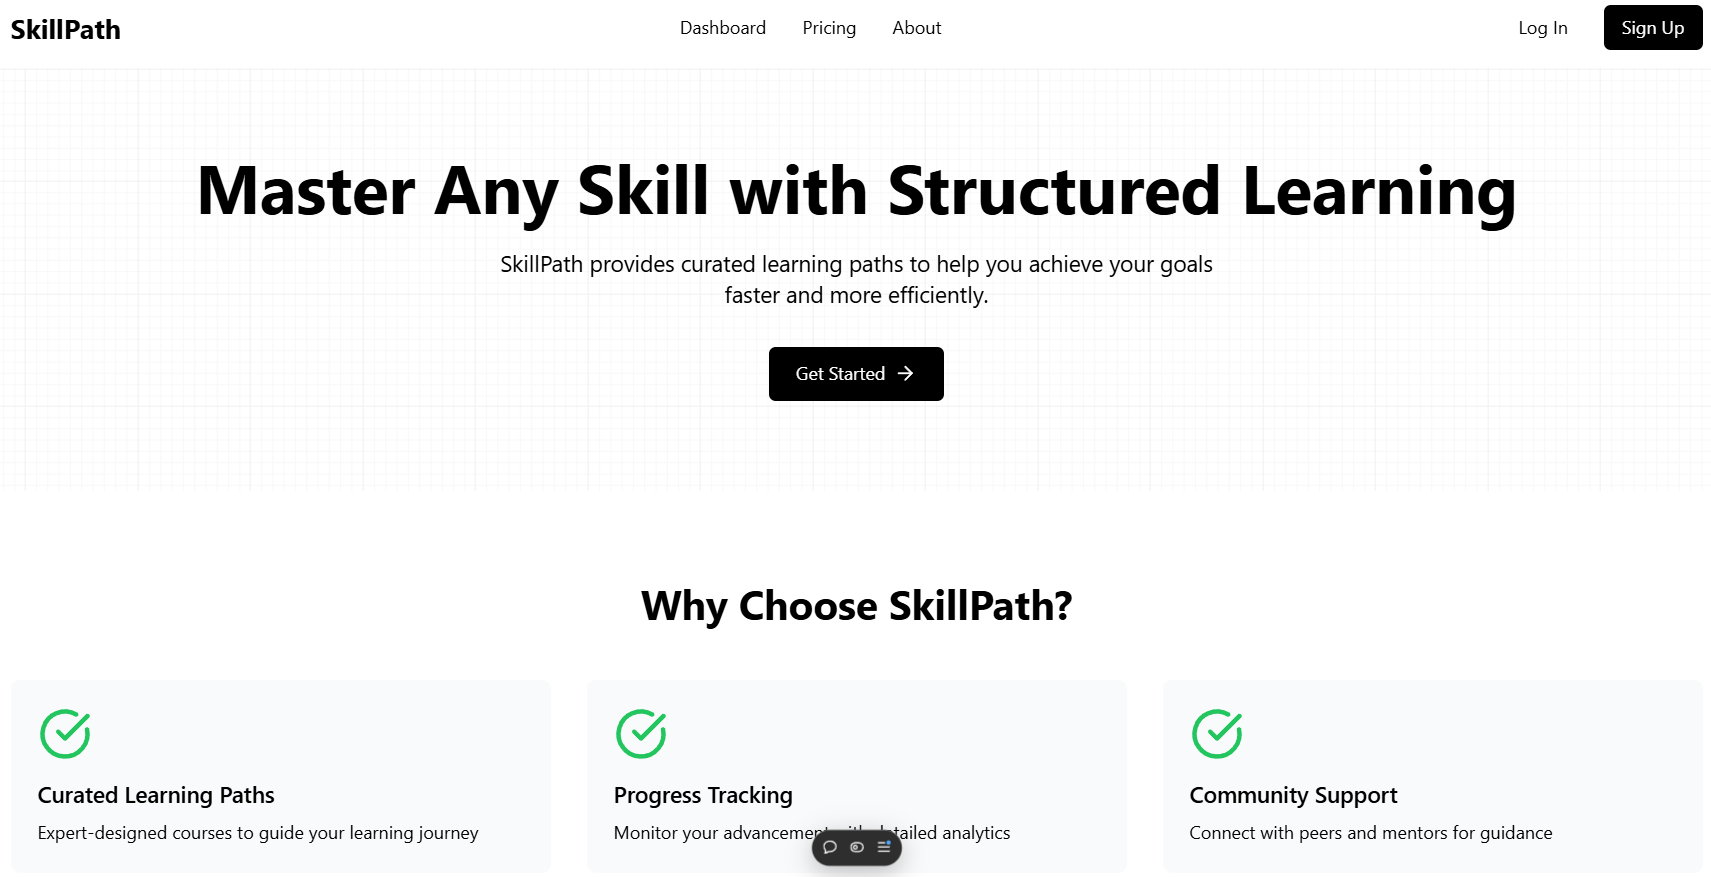 SkillPath
Dashboard
Pricing
About
Log In
Sign Up
Master Any Skill with Structured Learning
SkillPath provides curated learning paths to help you achieve your goals
faster and more efficiently.
Get Started
Why Choose SkillPath?
Curated Learning Paths
Expert-designed courses to guide your learning journey
Progress Tracking
Monitor your advancement with detailed analytics
Community Support
Connect with peers and mentors for guidance